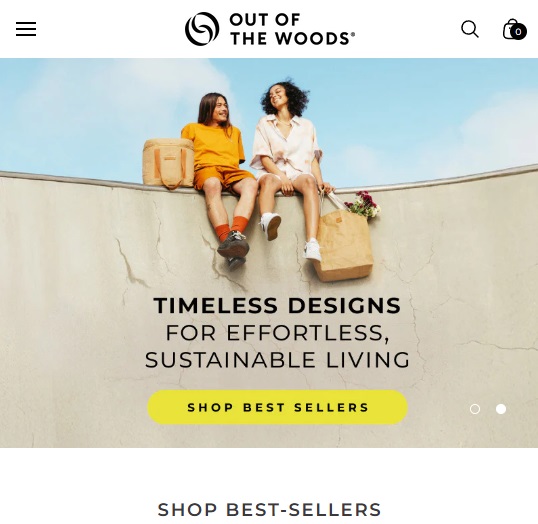 OUT OF
THE WOODS®
0
TIMELESS DESIGNS
FOR EFFORTLESS,
SUSTAINABLE LIVING
SHOP BEST SELLERS
SHOP BEST-SELLERS